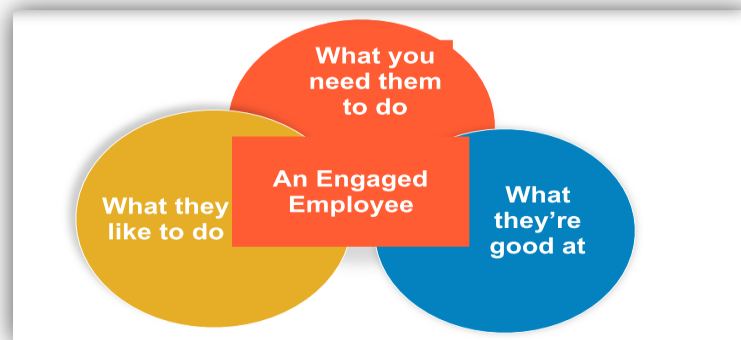 What you
need them
to do
An Engaged
Employee
What they
like to do
What
they’re
good at